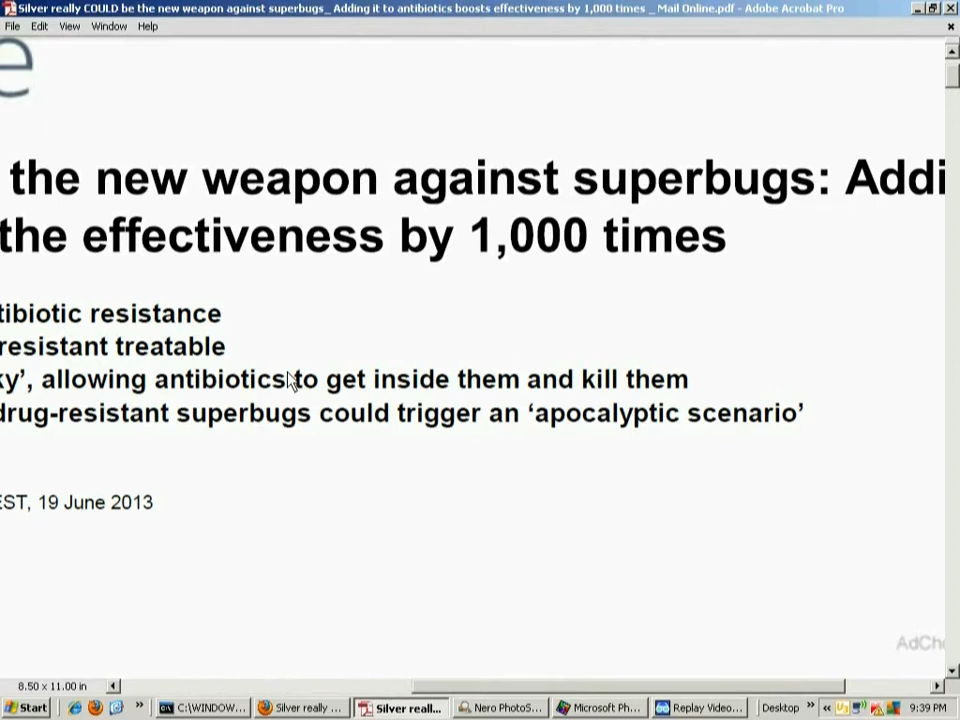 Silver really COULD be the new weapon against superbugs_ Adding it to antibiotics boosts effectiveness by 1,000 times _ Mail Online.pdf - Adobe Acrobat Pro
File Edit View Window Help
e
the new weapon against superbugs: Addi
the effectiveness by 1,000 times
tibiotic resistance
resistant treatable
ky’, allowing antibiotics to get inside them and kill them
drug-resistant superbugs could trigger an ‘apocalyptic scenario’
EST, 19 June 2013
AdCh
8.50 x 11.00 in
Start » C:\WINDOW... Silver really ... Silver reall... Nero PhotoS... Microsoft Ph... Replay Video... Desktop » « 9:39 PM